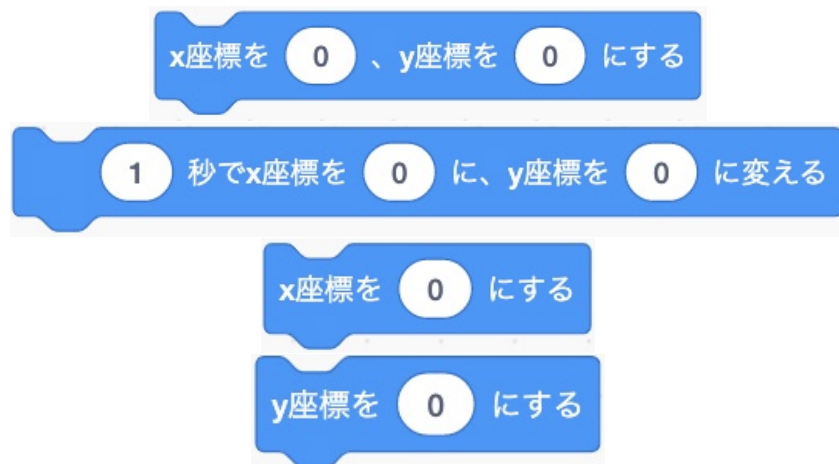 x座標を 0 、y座標を 0 にする
1 秒でx座標を 0 に、y座標を 0 に変える
x座標を 0 にする
y座標を 0 にする